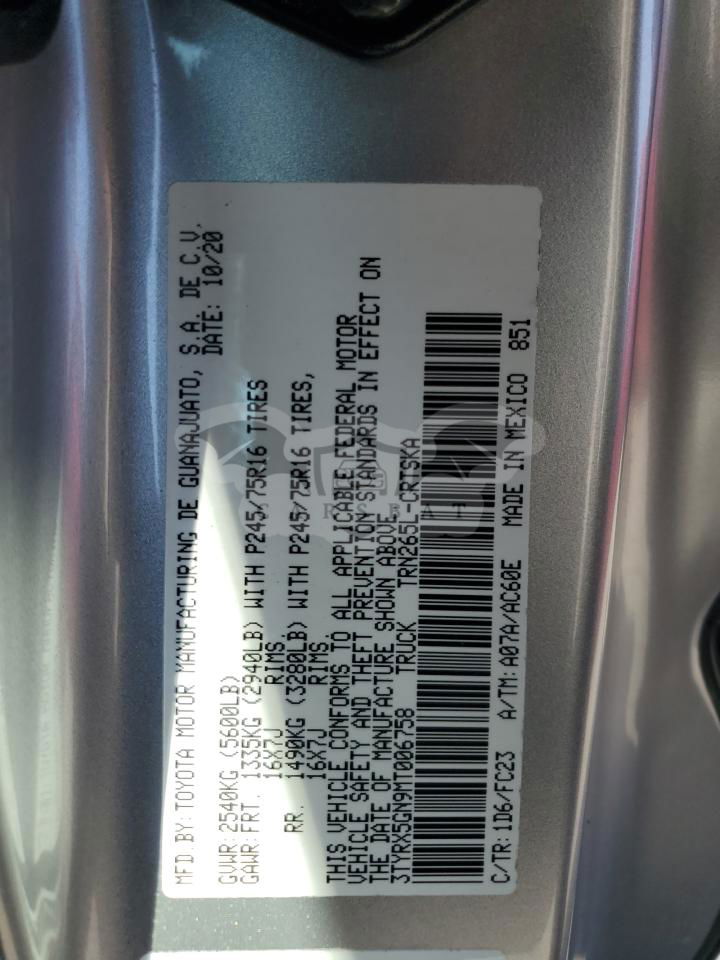 MFD.BY:TOYOTA MOTOR MANUFACTURING DE GUANAJUATO, S.A. DE C.V.
DATE: 10/20
GVWR:2540KG (5600LB)
GAWR:FRT. 1335KG (2940LB) WITH P245/75R16 TIRES
16X7J RIMS,
RR. 1490KG (3280LB) WITH P245/75R16 TIRES,
16X7J RIMS.
THIS VEHICLE CONFORMS TO ALL APPLICABLE FEDERAL MOTOR
VEHICLE SAFETY AND THEFT PREVENTION STANDARDS IN EFFECT ON
THE DATE OF MANUFACTURE SHOWN ABOVE.
3TYRX5GN9MT006758 TRUCK TRN265L-CRTSKA
C/TR:1D6/FC23 A/TM:A07A/AC60E MADE IN MEXICO 851
CARSBAT